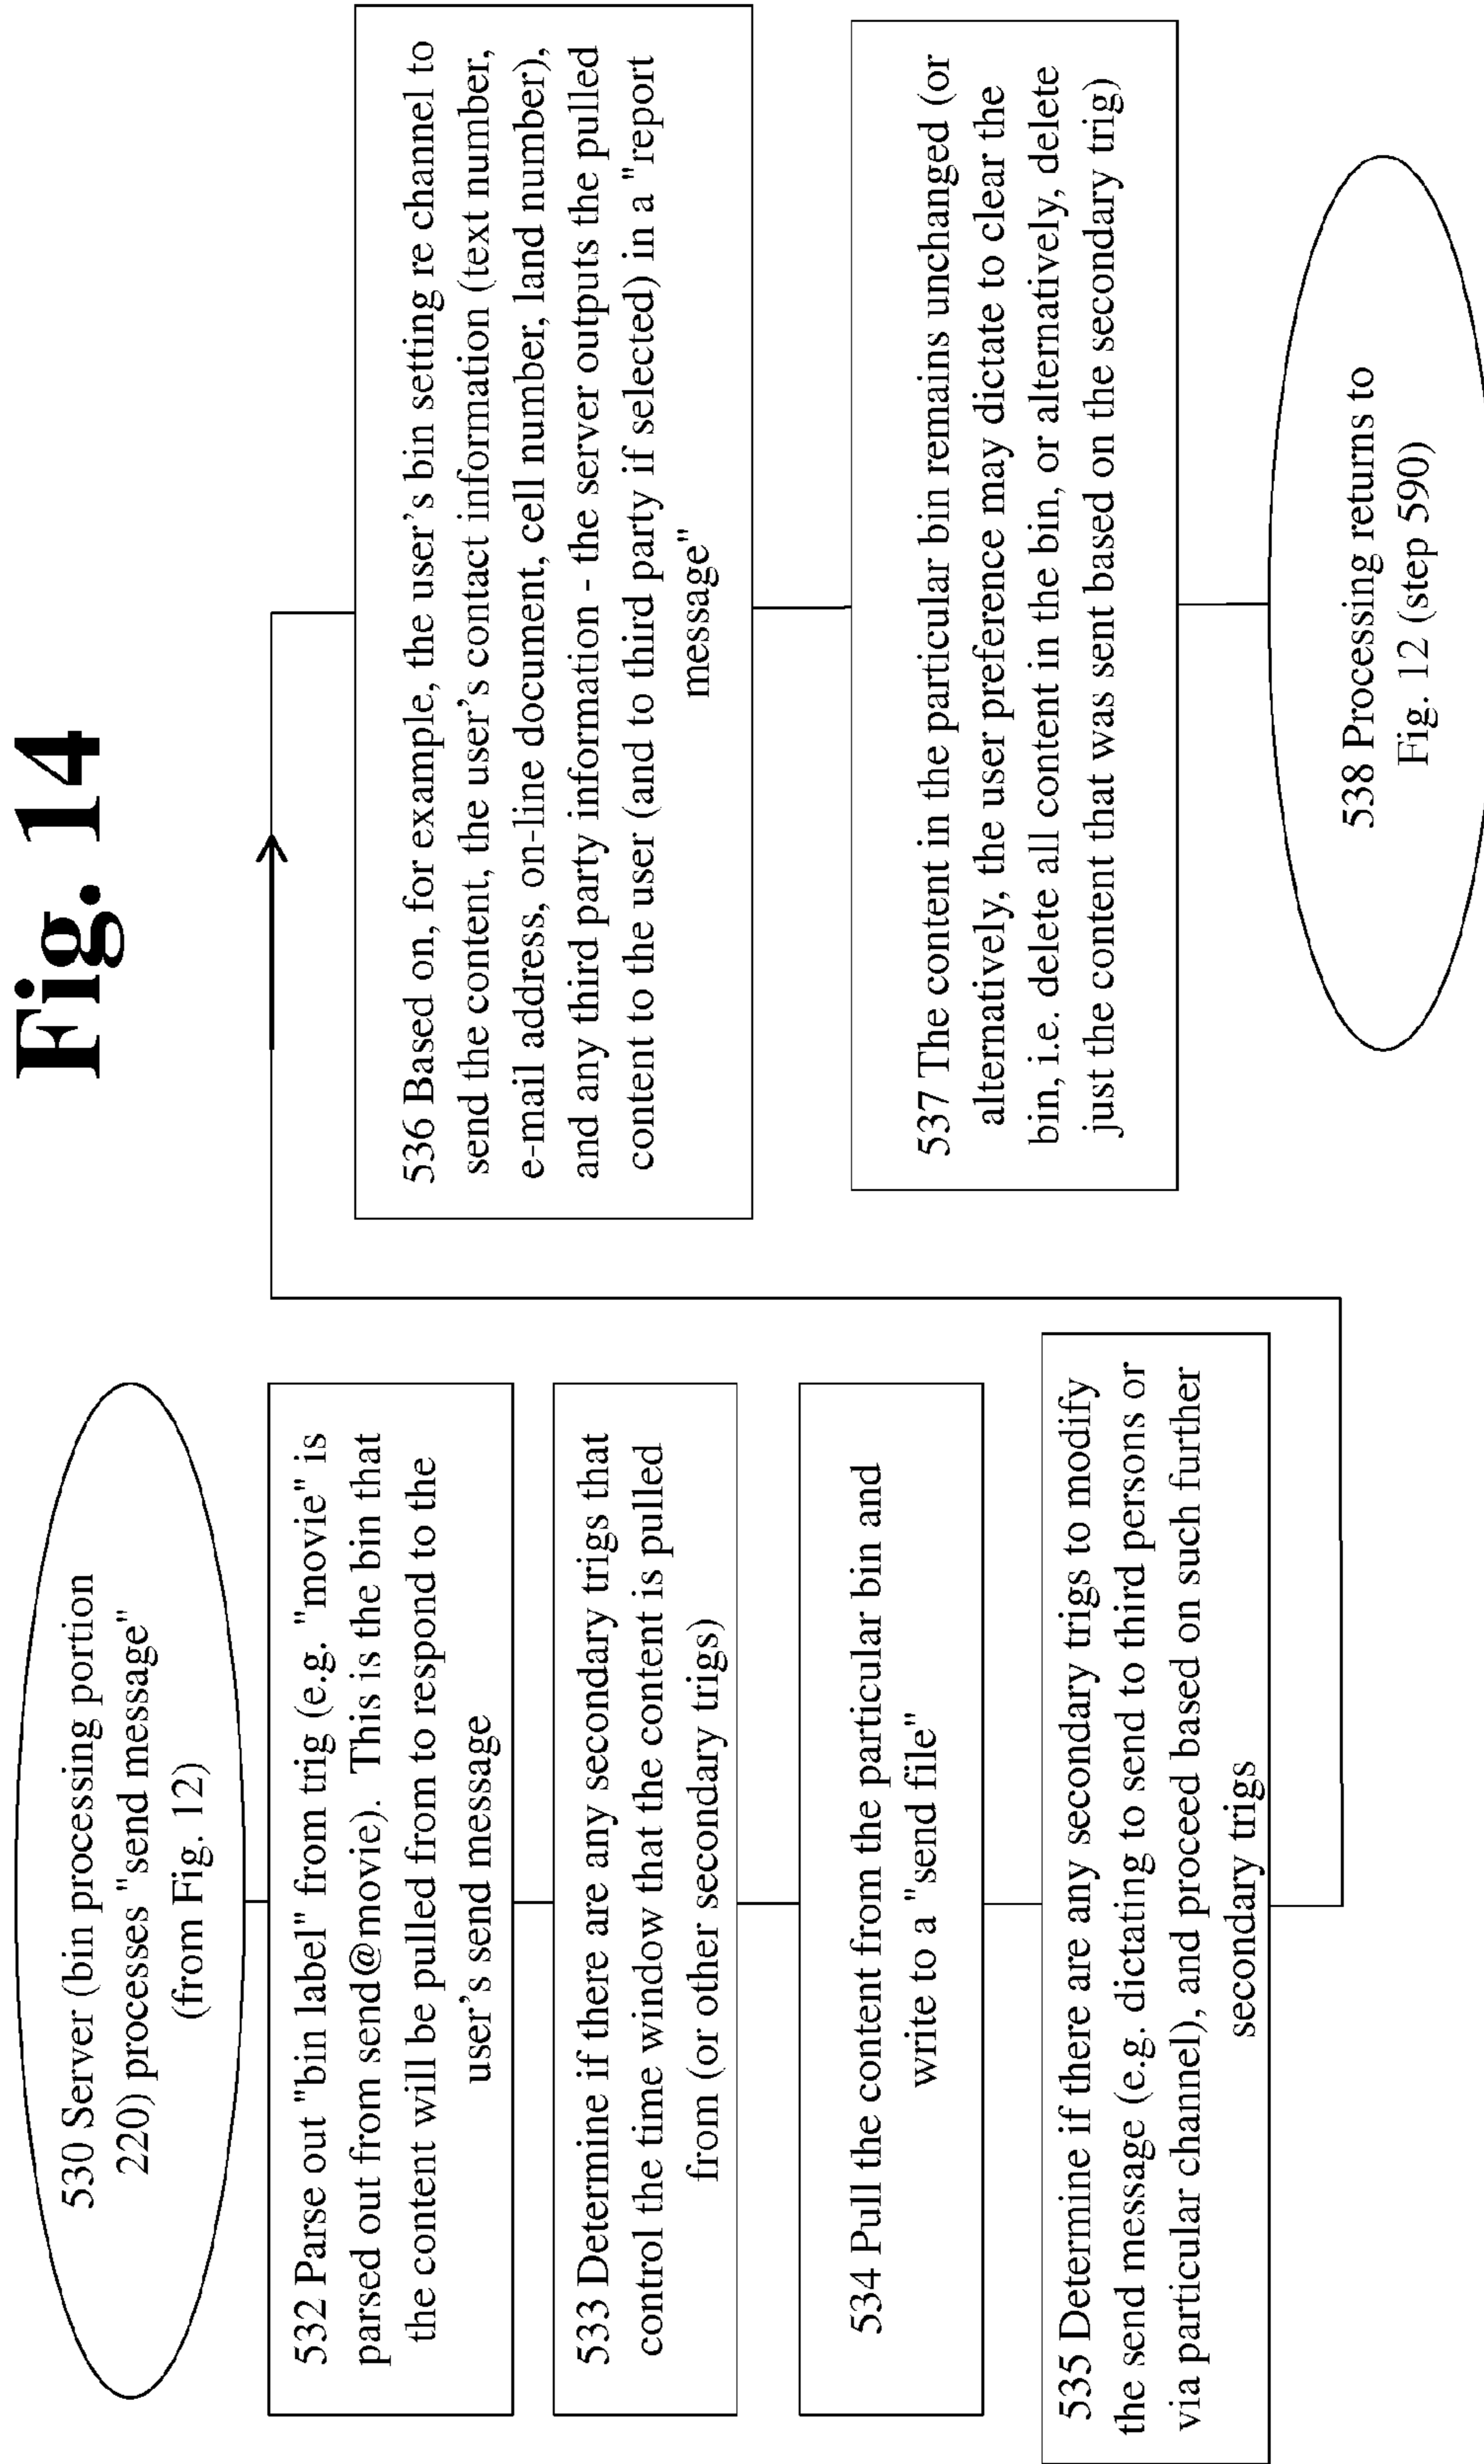 Fig. 14
530 Server (bin processing portion
220) processes "send message"
(from Fig. 12)
532 Parse out "bin label" from trig (e.g. "movie" is
parsed out from send@movie).  This is the bin that
the content will be pulled from to respond to the
user's send message
533 Determine if there are any secondary trigs that
control the time window that the content is pulled
from (or other secondary trigs)
534 Pull the content from the particular bin and
write to a "send file"
535 Determine if there are any secondary trigs to modify
the send message (e.g. dictating to send to third persons or
via particular channel), and proceed based on such further
secondary trigs
536 Based on, for example, the user's bin setting re channel to
send the content, the user's contact information (text number,
e-mail address, on-line document, cell number, land number),
and any third party information - the server outputs the pulled
content to the user (and to third party if selected) in a "report
message"
537 The content in the particular bin remains unchanged (or
alternatively, the user preference may dictate to clear the
bin, i.e. delete all content in the bin, or alternatively, delete
just the content that was sent based on the secondary trig)
538 Processing returns to
Fig. 12 (step 590)